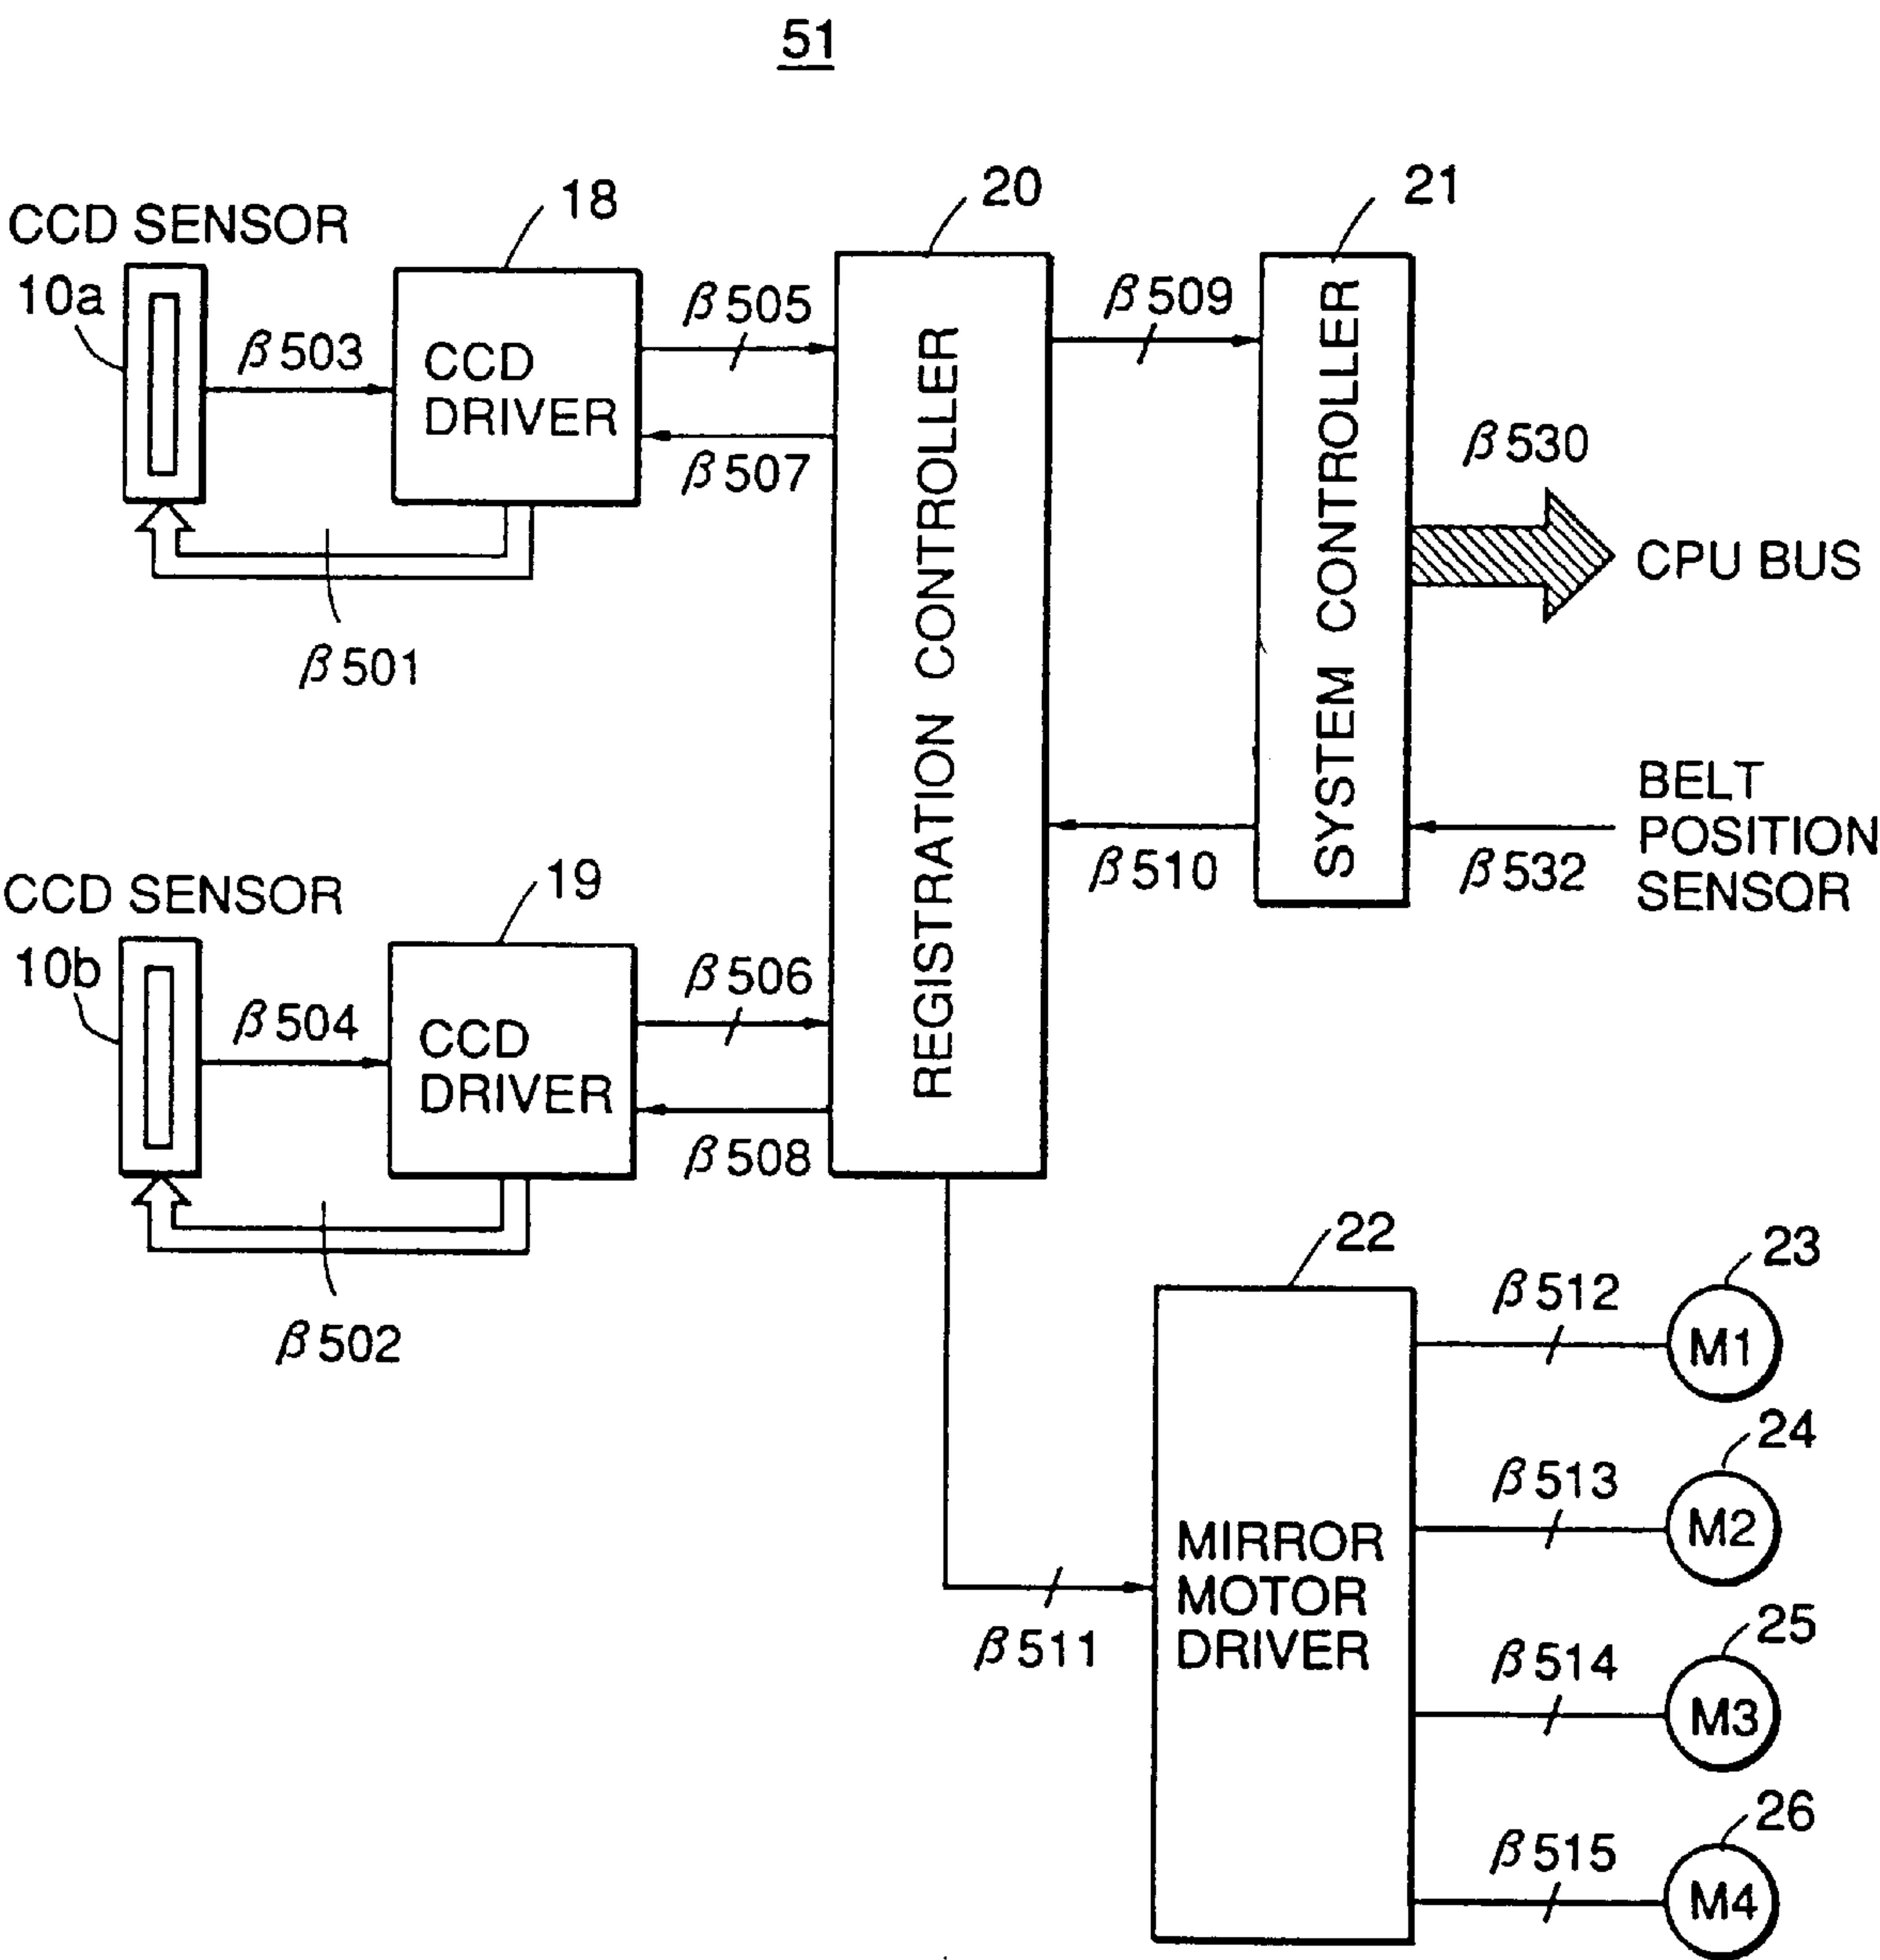 51
CCD SENSOR
10a
18
20
21
β503
CCD
DRIVER
β505
β507
β501
REGISTRATION CONTROLLER
β509
SYSTEM CONTROLLER
β530
CPU BUS
BELT
POSITION
SENSOR
β510
β532
CCD SENSOR
10b
19
β504
CCD
DRIVER
β506
β508
β502
22
23
β512
M1
24
β513
M2
MIRROR
MOTOR
DRIVER
β511
25
β514
M3
26
β515
M4